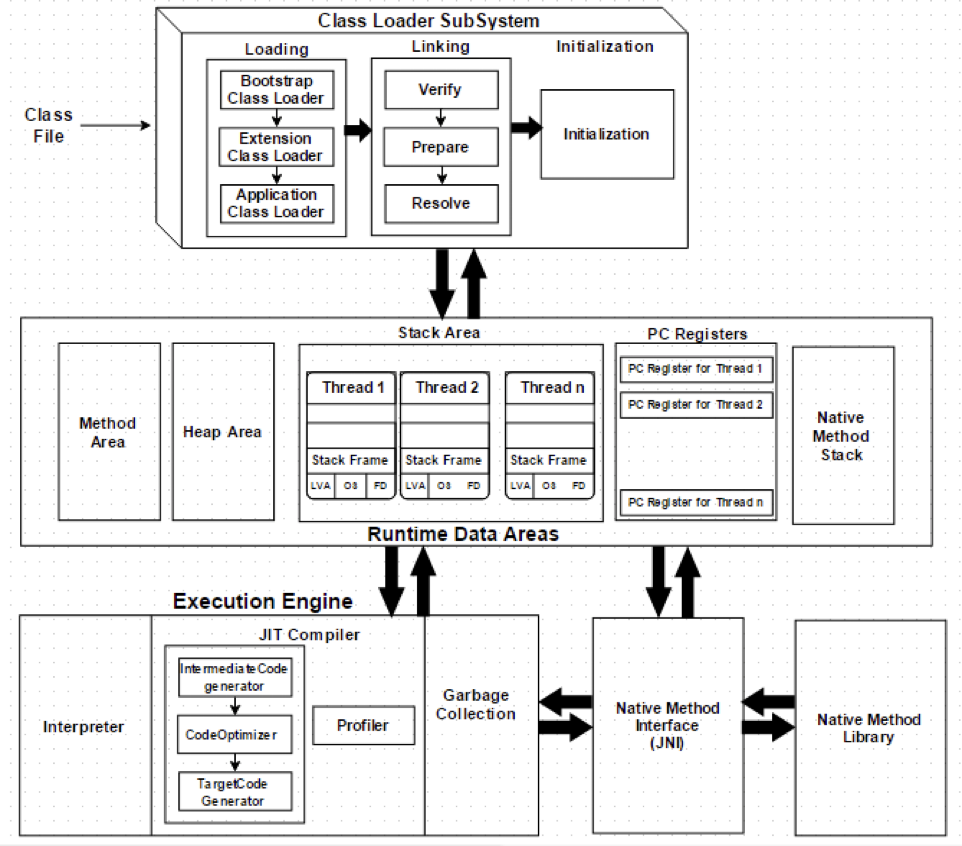 Class Loader SubSystem
Loading
Linking
Initialization
Class
File
Bootstrap
Class Loader
Extension
Class Loader
Application
Class Loader
Verify
Prepare
Resolve
Initialization
Stack Area
PC Registers
Method
Area
Heap Area
Thread 1
Thread 2
Thread n
Stack Frame
Stack Frame
Stack Frame
LVA
OS
FD
LVA
OS
FD
LVA
OS
FD
PC Register for Thread 1
PC Register for Thread 2
PC Register for Thread n
Native
Method
Stack
Runtime Data Areas
Execution Engine
Interpreter
JIT Compiler
IntermediateCode
generator
CodeOptimizer
TargetCode
Generator
Profiler
Garbage
Collection
Native Method
Interface
(JNI)
Native Method
Library